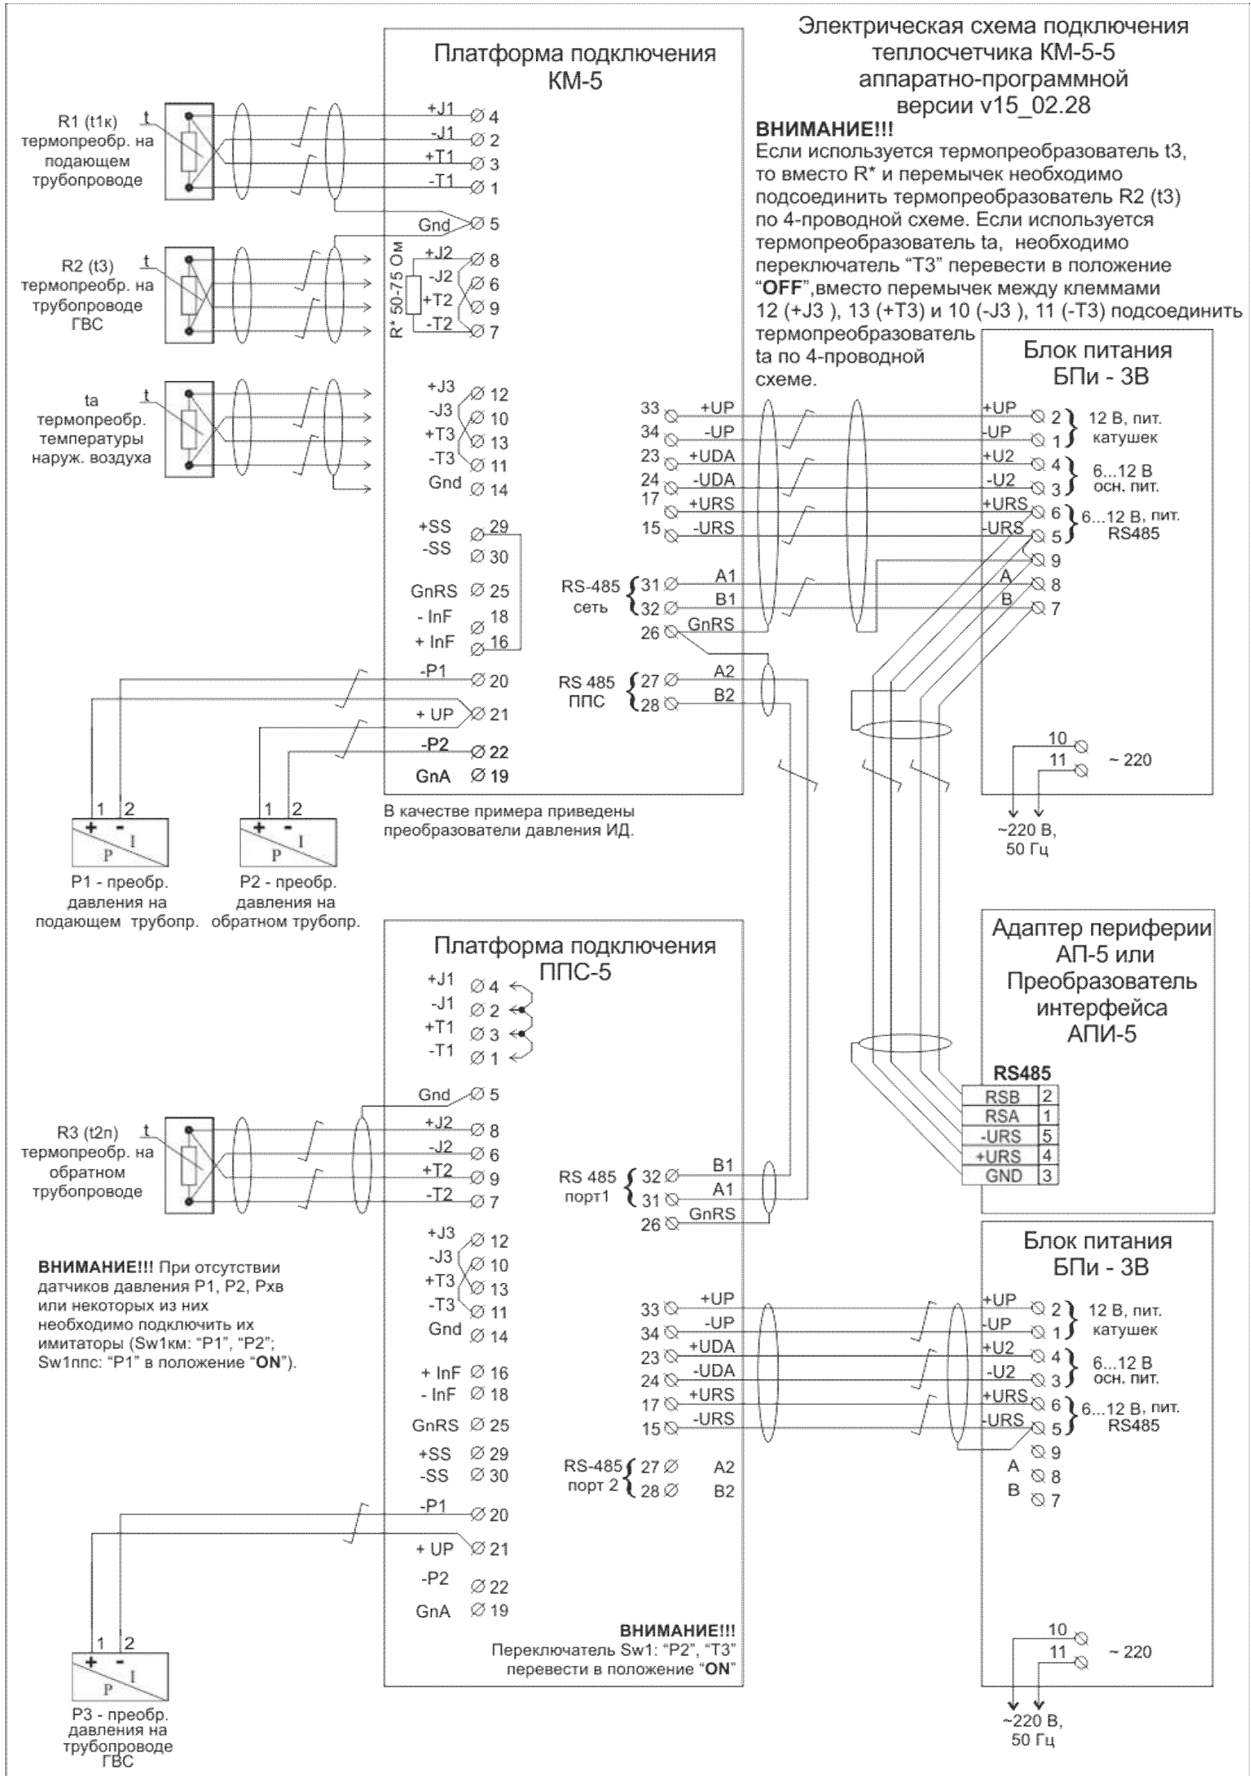 Электрическая схема подключения
теплосчетчика КМ-5-5
аппаратно-программной
версии v15_02.28
ВНИМАНИЕ!!!
Если используется термопреобразователь t3,
то вместо R* и перемычек необходимо
подсоединить термопреобразователь R2 (t3)
по 4-проводной схеме. Если используется
термопреобразователь ta, необходимо
переключатель “T3” перевести в положение
“OFF”,вместо перемычек между клеммами
12 (+J3 ), 13 (+T3) и 10 (-J3 ), 11 (-T3) подсоединить
термопреобразователь
ta по 4-проводной
схеме.
Платформа подключения
КМ-5
R1 (t1к)
термопреобр. на
подающем
трубопроводе
t
+J1 4
-J1 2
+T1 3
-T1 1
Gnd 5
R2 (t3)
термопреобр. на
трубопроводе
ГВС
t
R* 50-75 Ом
+J2 8
-J2 6
+T2 9
-T2 7
ta
термопреобр.
температуры
наруж. воздуха
t
+J3 12
-J3 10
+T3 13
-T3 11
Gnd 14
+SS 29
-SS 30
GnRS 25
- InF 18
+ InF 16
-P1 20
+ UP 21
-P2 22
GnA 19
33 +UP
34 -UP
23 +UDA
24 -UDA
17 +URS
15 -URS
RS-485
сеть
31 A1
32 B1
26 GnRS
RS 485
ППС
27 A2
28 B2
Блок питания
БПи - 3В
+UP 2
-UP 1
12 В, пит.
катушек
+U2 4
-U2 3
6...12 В
осн. пит.
+URS 6
-URS 5
6...12 В, пит.
RS485
9
A 8
B 7
10
11
~ 220
~220 В,
50 Гц
1 2
+ -
P I
P1 - преобр.
давления на
подающем трубопр.
1 2
+ -
P I
P2 - преобр.
давления на
обратном трубопр.
В качестве примера приведены
преобразователи давления ИД.
Платформа подключения
ППС-5
+J1 4
-J1 2
+T1 3
-T1 1
Gnd 5
R3 (t2п)
термопреобр. на
обратном
трубопроводе
t
+J2 8
-J2 6
+T2 9
-T2 7
+J3 12
-J3 10
+T3 13
-T3 11
Gnd 14
+ InF 16
- InF 18
GnRS 25
+SS 29
-SS 30
-P1 20
+ UP 21
-P2 22
GnA 19
RS 485
порт1
32 B1
31 A1
26 GnRS
33 +UP
34 -UP
23 +UDA
24 -UDA
17 +URS
15 -URS
RS-485
порт 2
27 A2
28 B2
ВНИМАНИЕ!!!
Переключатель Sw1: “P2”, “T3”
перевести в положение “ON”
ВНИМАНИЕ!!! При отсутствии
датчиков давления P1, P2, Pхв
или некоторых из них
необходимо подключить их
имитаторы (Sw1км: “P1”, “P2”;
Sw1ппс: “P1” в положение “ON”).
1 2
+ -
P I
P3 - преобр.
давления на
трубопроводе
ГВС
Адаптер периферии
АП-5 или
Преобразователь
интерфейса
АПИ-5
RS485
RSB 2
RSA 1
-URS 5
+URS 4
GND 3
Блок питания
БПи - 3В
+UP 2
-UP 1
12 В, пит.
катушек
+U2 4
-U2 3
6...12 В
осн. пит.
+URS 6
-URS 5
6...12 В, пит.
RS485
9
A 8
B 7
10
11
~ 220
~220 В,
50 Гц